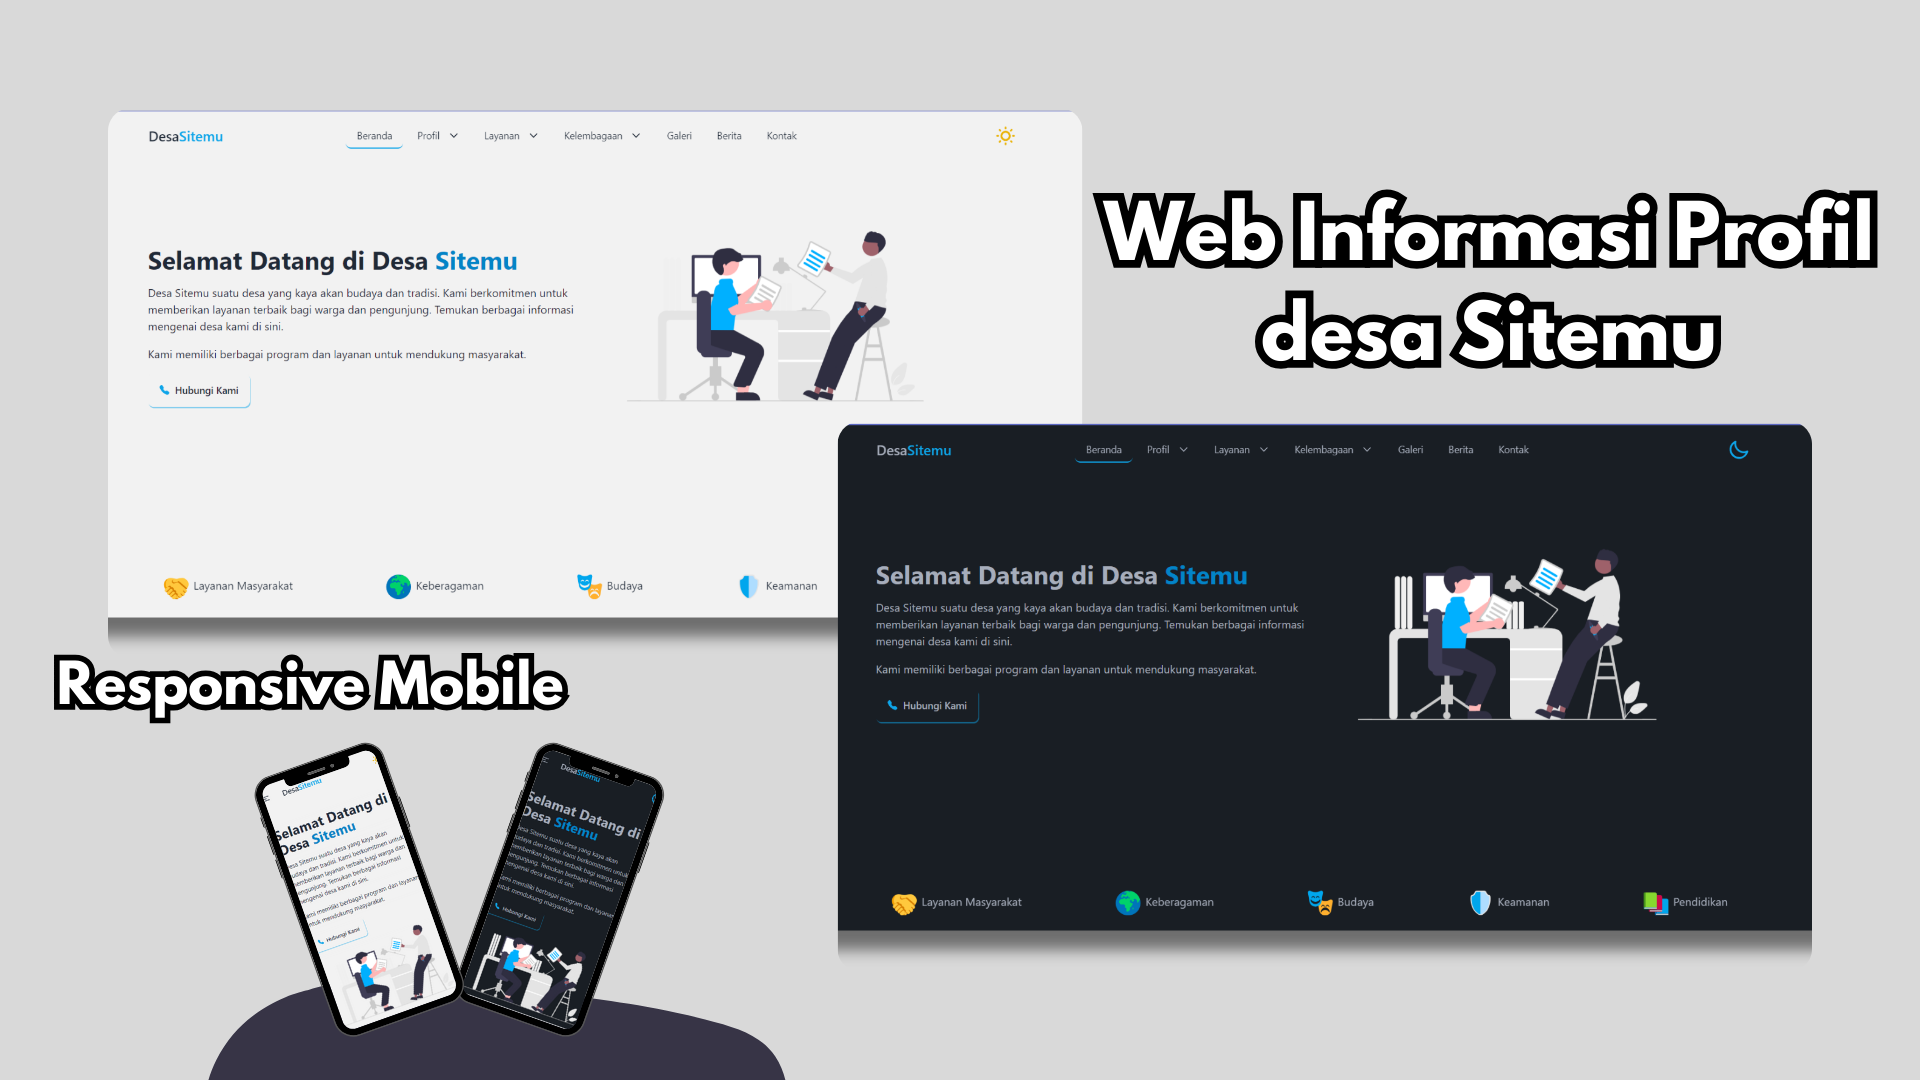 DesaSitemu
Beranda Profil Layanan Kelembagaan Galeri Berita Kontak
Selamat Datang di Desa Sitemu
Desa Sitemu suatu desa yang kaya akan budaya dan tradisi. Kami berkomitmen untuk
memberikan layanan terbaik bagi warga dan pengunjung. Temukan berbagai informasi
mengenai desa kami di sini.
Kami memiliki berbagai program dan layanan untuk mendukung masyarakat.
Hubungi Kami
Layanan Masyarakat Keberagaman Budaya Keamanan
Web Informasi Profil
desa Sitemu
DesaSitemu
Beranda Profil Layanan Kelembagaan Galeri Berita Kontak
Selamat Datang di Desa Sitemu
Desa Sitemu suatu desa yang kaya akan budaya dan tradisi. Kami berkomitmen untuk
memberikan layanan terbaik bagi warga dan pengunjung. Temukan berbagai informasi
mengenai desa kami di sini.
Kami memiliki berbagai program dan layanan untuk mendukung masyarakat.
Hubungi Kami
Layanan Masyarakat Keberagaman Budaya Keamanan Pendidikan
Responsive Mobile
DesaSitemu
Selamat Datang di
Desa Sitemu
Desa Sitemu suatu desa yang kaya akan
budaya dan tradisi. Kami berkomitmen untuk
memberikan layanan terbaik bagi warga dan
pengunjung. Temukan berbagai informasi
mengenai desa kami di sini.
Kami memiliki berbagai program dan layanan
untuk mendukung masyarakat.
Hubungi Kami
DesaSitemu
Selamat Datang di
Desa Sitemu
Desa Sitemu suatu desa yang kaya akan
budaya dan tradisi. Kami berkomitmen untuk
memberikan layanan terbaik bagi warga dan
pengunjung. Temukan berbagai informasi
mengenai desa kami di sini.
Kami memiliki berbagai program dan layanan
untuk mendukung masyarakat.
Hubungi Kami